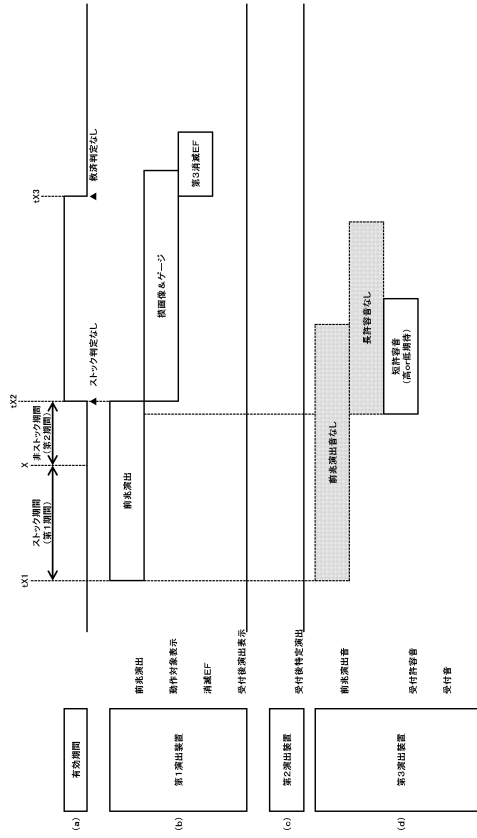 tX1
X
tX2
tX3
ストック期間
(第1期間)
非ストック期間
(第2期間)
ストック判定なし
救済判定なし
(a)
有効期間
(b)
第1演出装置
前兆演出
動作対象表示
消滅EF
受付後演出表示
前兆演出
操画像&ゲージ
第3消滅EF
(c)
第2演出装置
受付後特定演出
(d)
第3演出装置
前兆演出音
受付許容音
受付音
前兆演出音なし
長許容音なし
短許容音
(高or低期待)